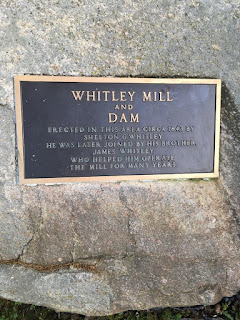 WHITLEY MILL
AND
DAM
ERECTED IN THIS AREA CIRCA BY
SHELTON G. WHITLEY
HE WAS LATER JOINED BY HIS BROTHER,
JAMES WHITLEY
WHO HELPED HIM OPERATE
THE MILL FOR MANY YEARS